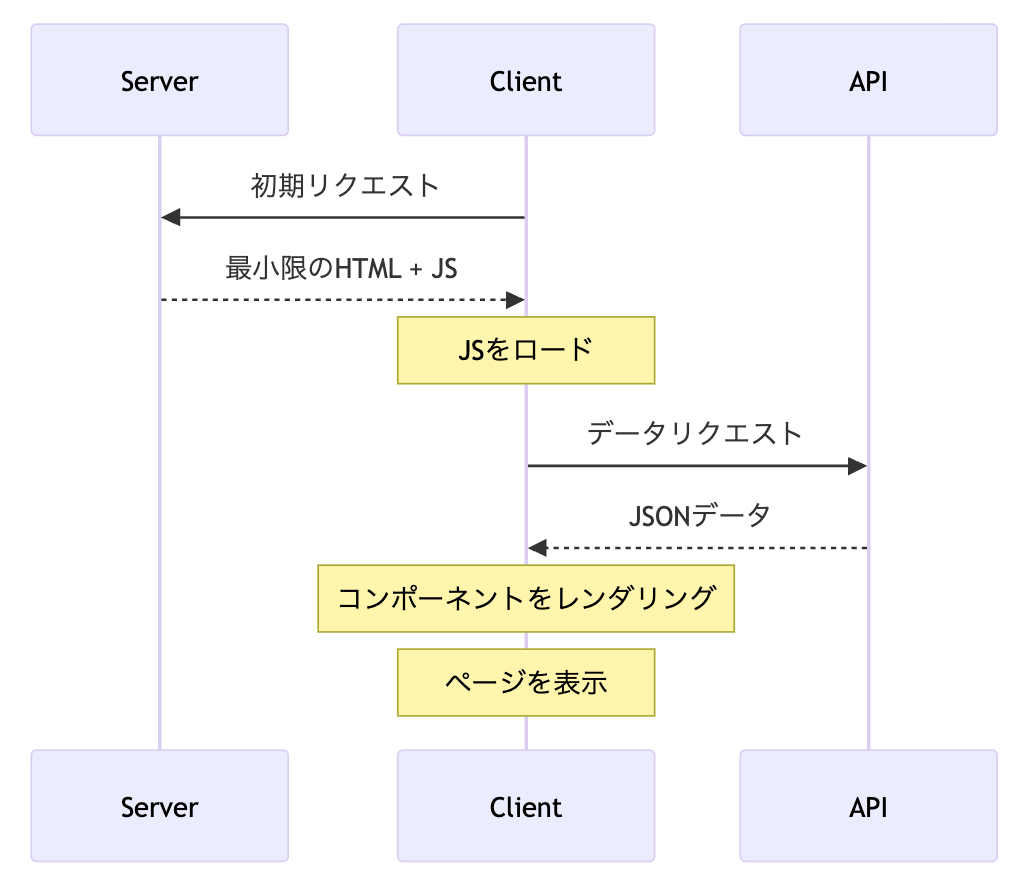 Server
Client
API
初期リクエスト
最小限のHTML + JS
JSをロード
データリクエスト
JSONデータ
コンポーネントをレンダリング
ページを表示
Server
Client
API